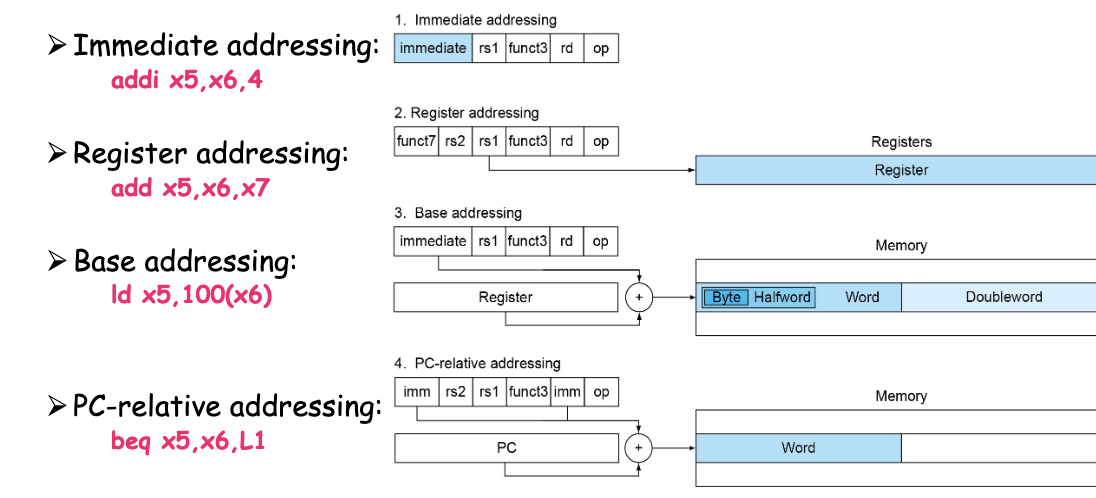 ➢ Immediate addressing:
addi x5,x6,4
➢ Register addressing:
add x5,x6,x7
➢ Base addressing:
ld x5,100(x6)
➢ PC-relative addressing:
beq x5,x6,L1
1. Immediate addressing
immediate rs1 funct3 rd op
2. Register addressing
funct7 rs2 rs1 funct3 rd op
Registers
Register
3. Base addressing
immediate rs1 funct3 rd op
Register
+
Memory
Byte Halfword Word Doubleword
4. PC-relative addressing
imm rs2 rs1 funct3 imm op
PC
+
Memory
Word